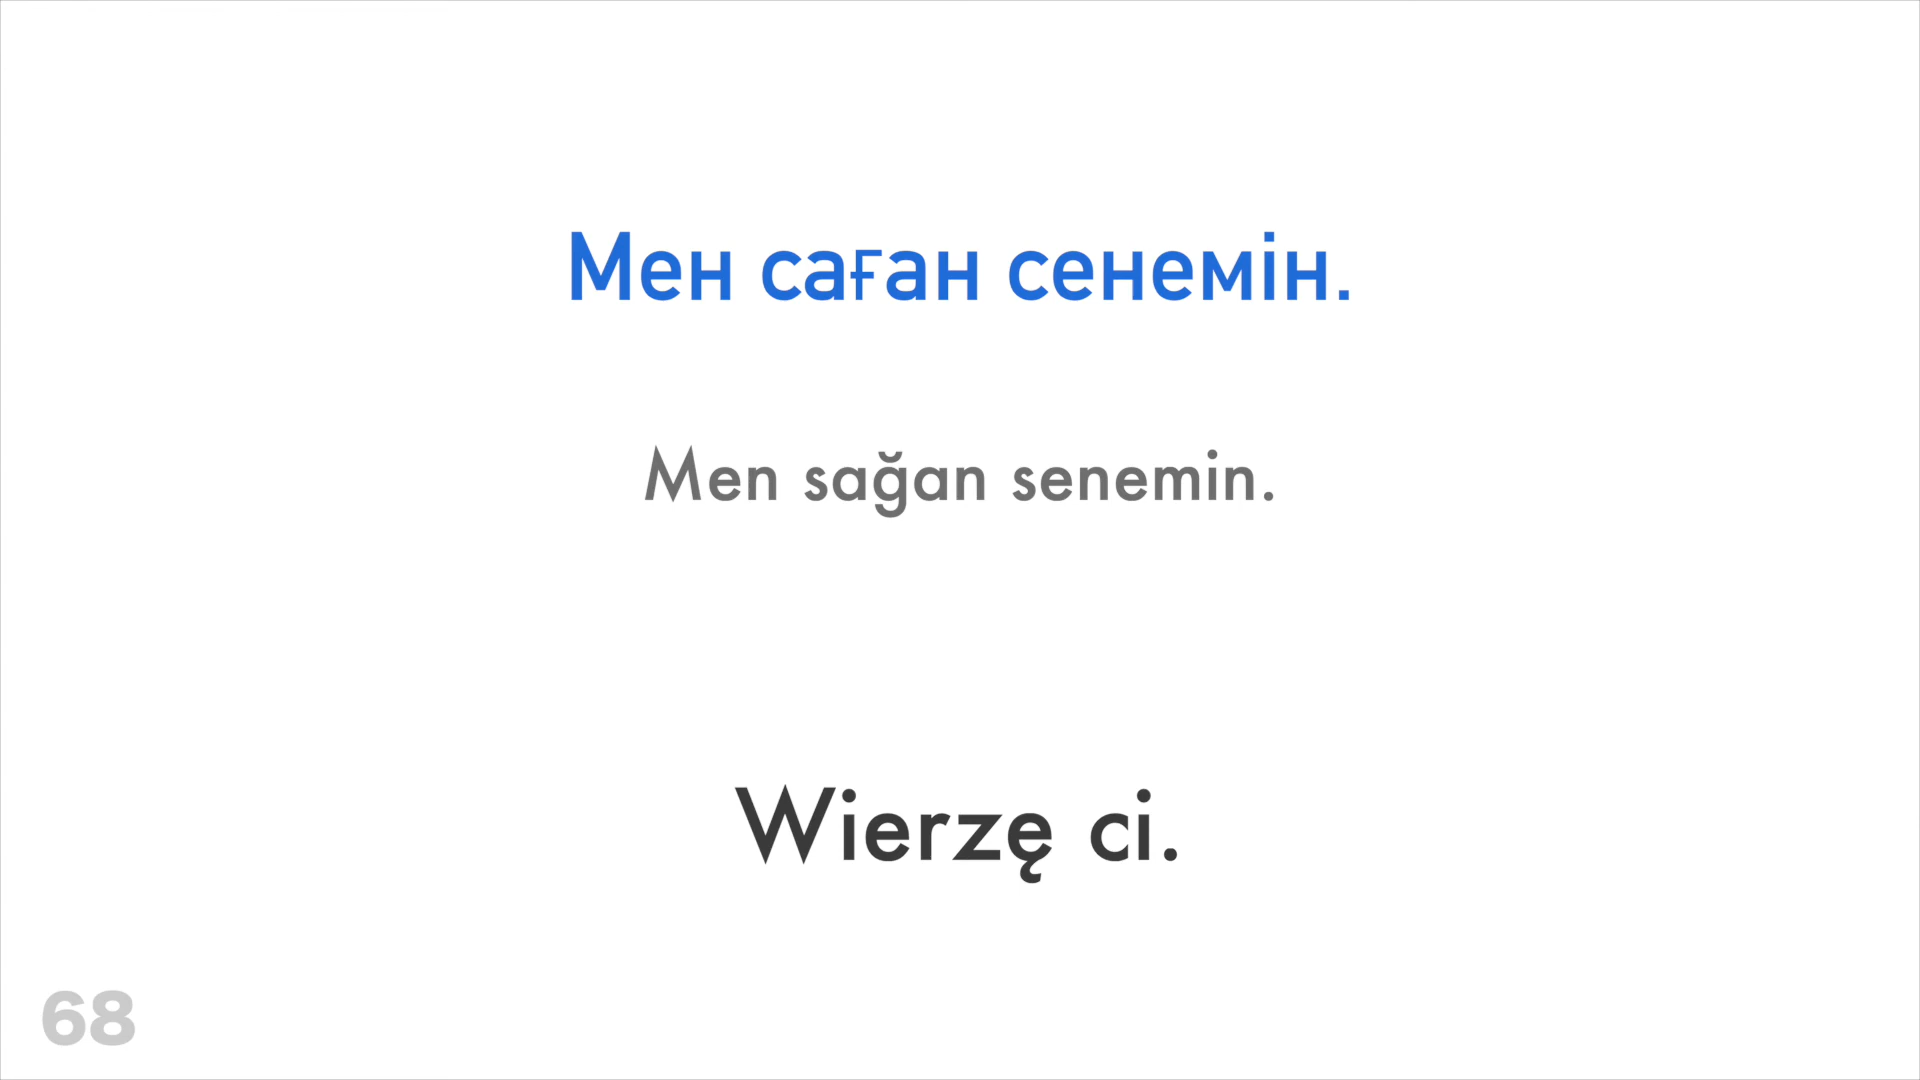 Мен саған сенемін.
Men sağan senemin.
Wierzę ci.
68